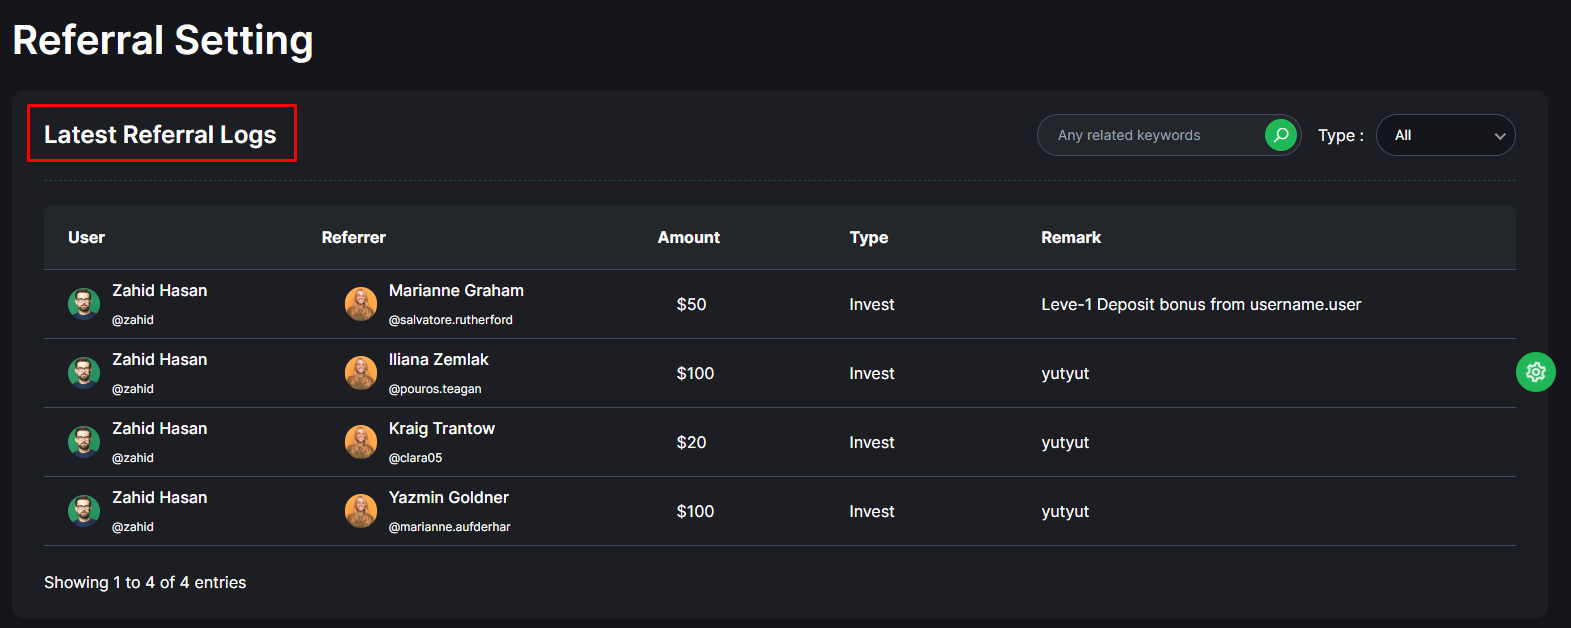 Referral Setting
Latest Referral Logs
Any related keywords
Type :
All
User Referrer Amount Type Remark
Zahid Hasan Marianne Graham
$50 Invest Leve-1 Deposit bonus from username.user
@zahid @salvatore.rutherford
Zahid Hasan Iliana Zemlak
$100 Invest yutyut
@zahid @pouros.teagan
Zahid Hasan Kraig Trantow
$20 Invest yutyut
@zahid @clara05
Zahid Hasan Yazmin Goldner
$100 Invest yutyut
@zahid @marianne.aufderhar
Showing 1 to 4 of 4 entries